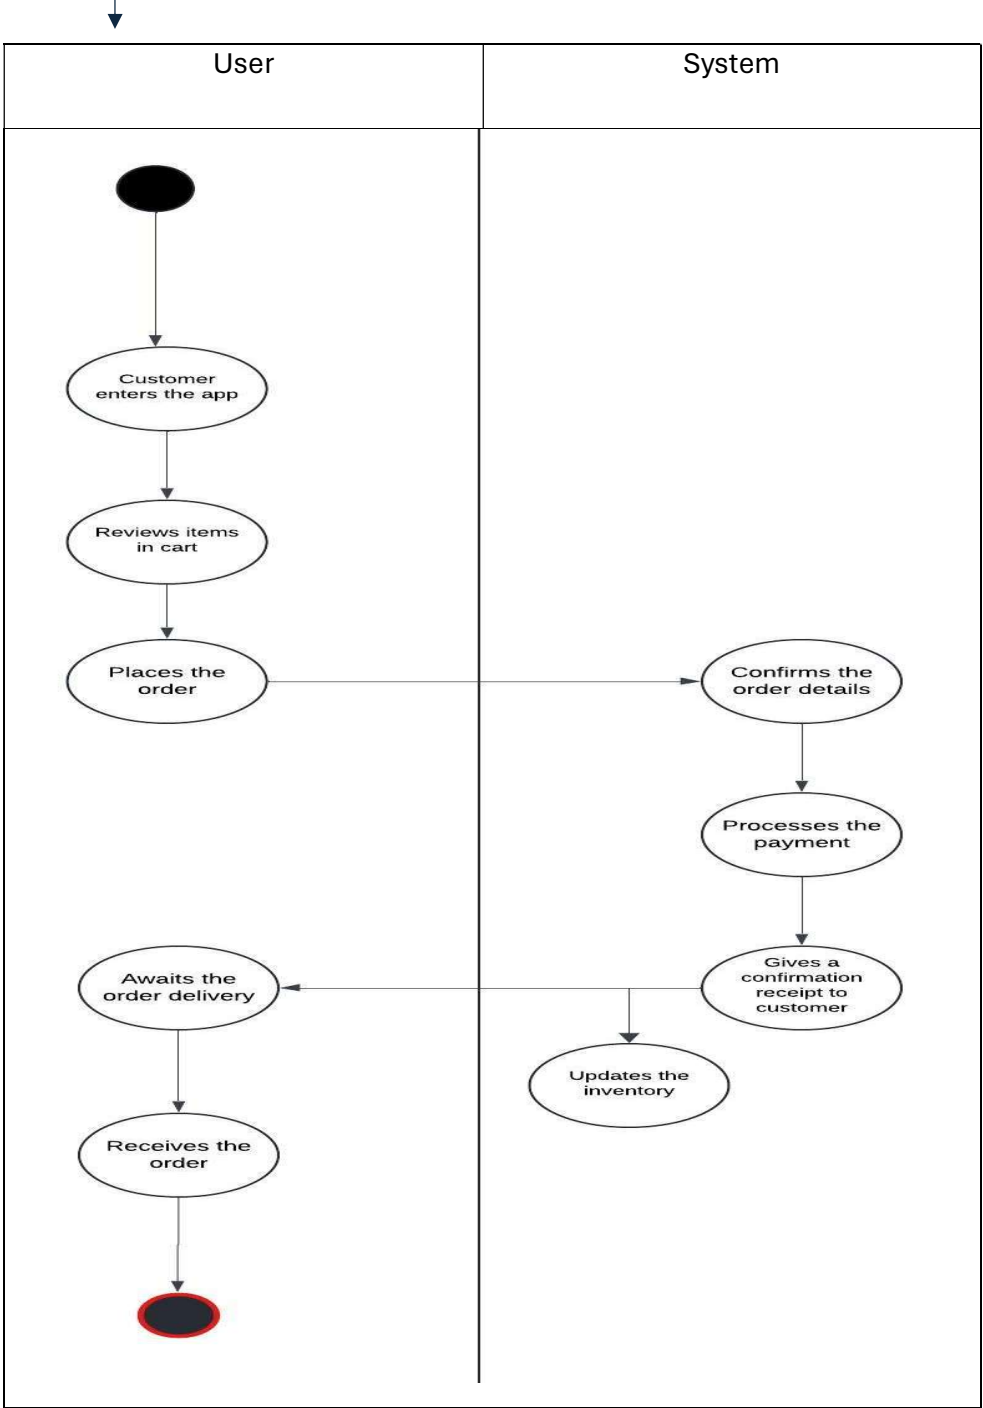 User
System
Customer
enters the app
Reviews items
in cart
Places the
order
Confirms the
order details
Processes the
payment
Gives a
confirmation
receipt to
customer
Awaits the
order delivery
Updates the
inventory
Receives the
order